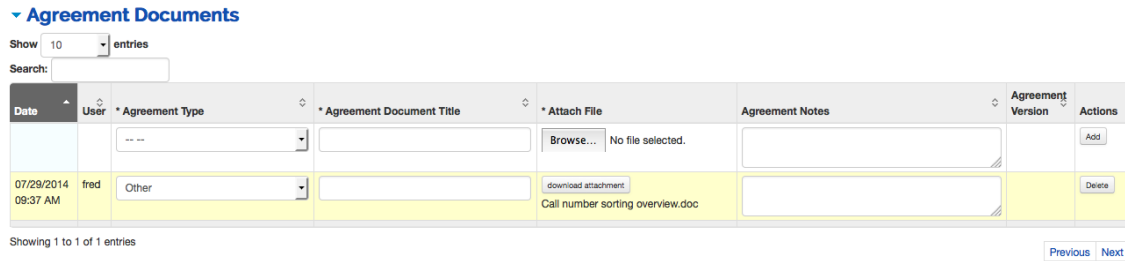 Agreement Documents
Show 10 entries
Search:
Date User * Agreement Type * Agreement Document Title * Attach File Agreement Notes Agreement Version Actions
-- -- Browse... No file selected. Add
07/29/2014 09:37 AM fred Other download attachment Call number sorting overview.doc Delete
Showing 1 to 1 of 1 entries
Previous Next